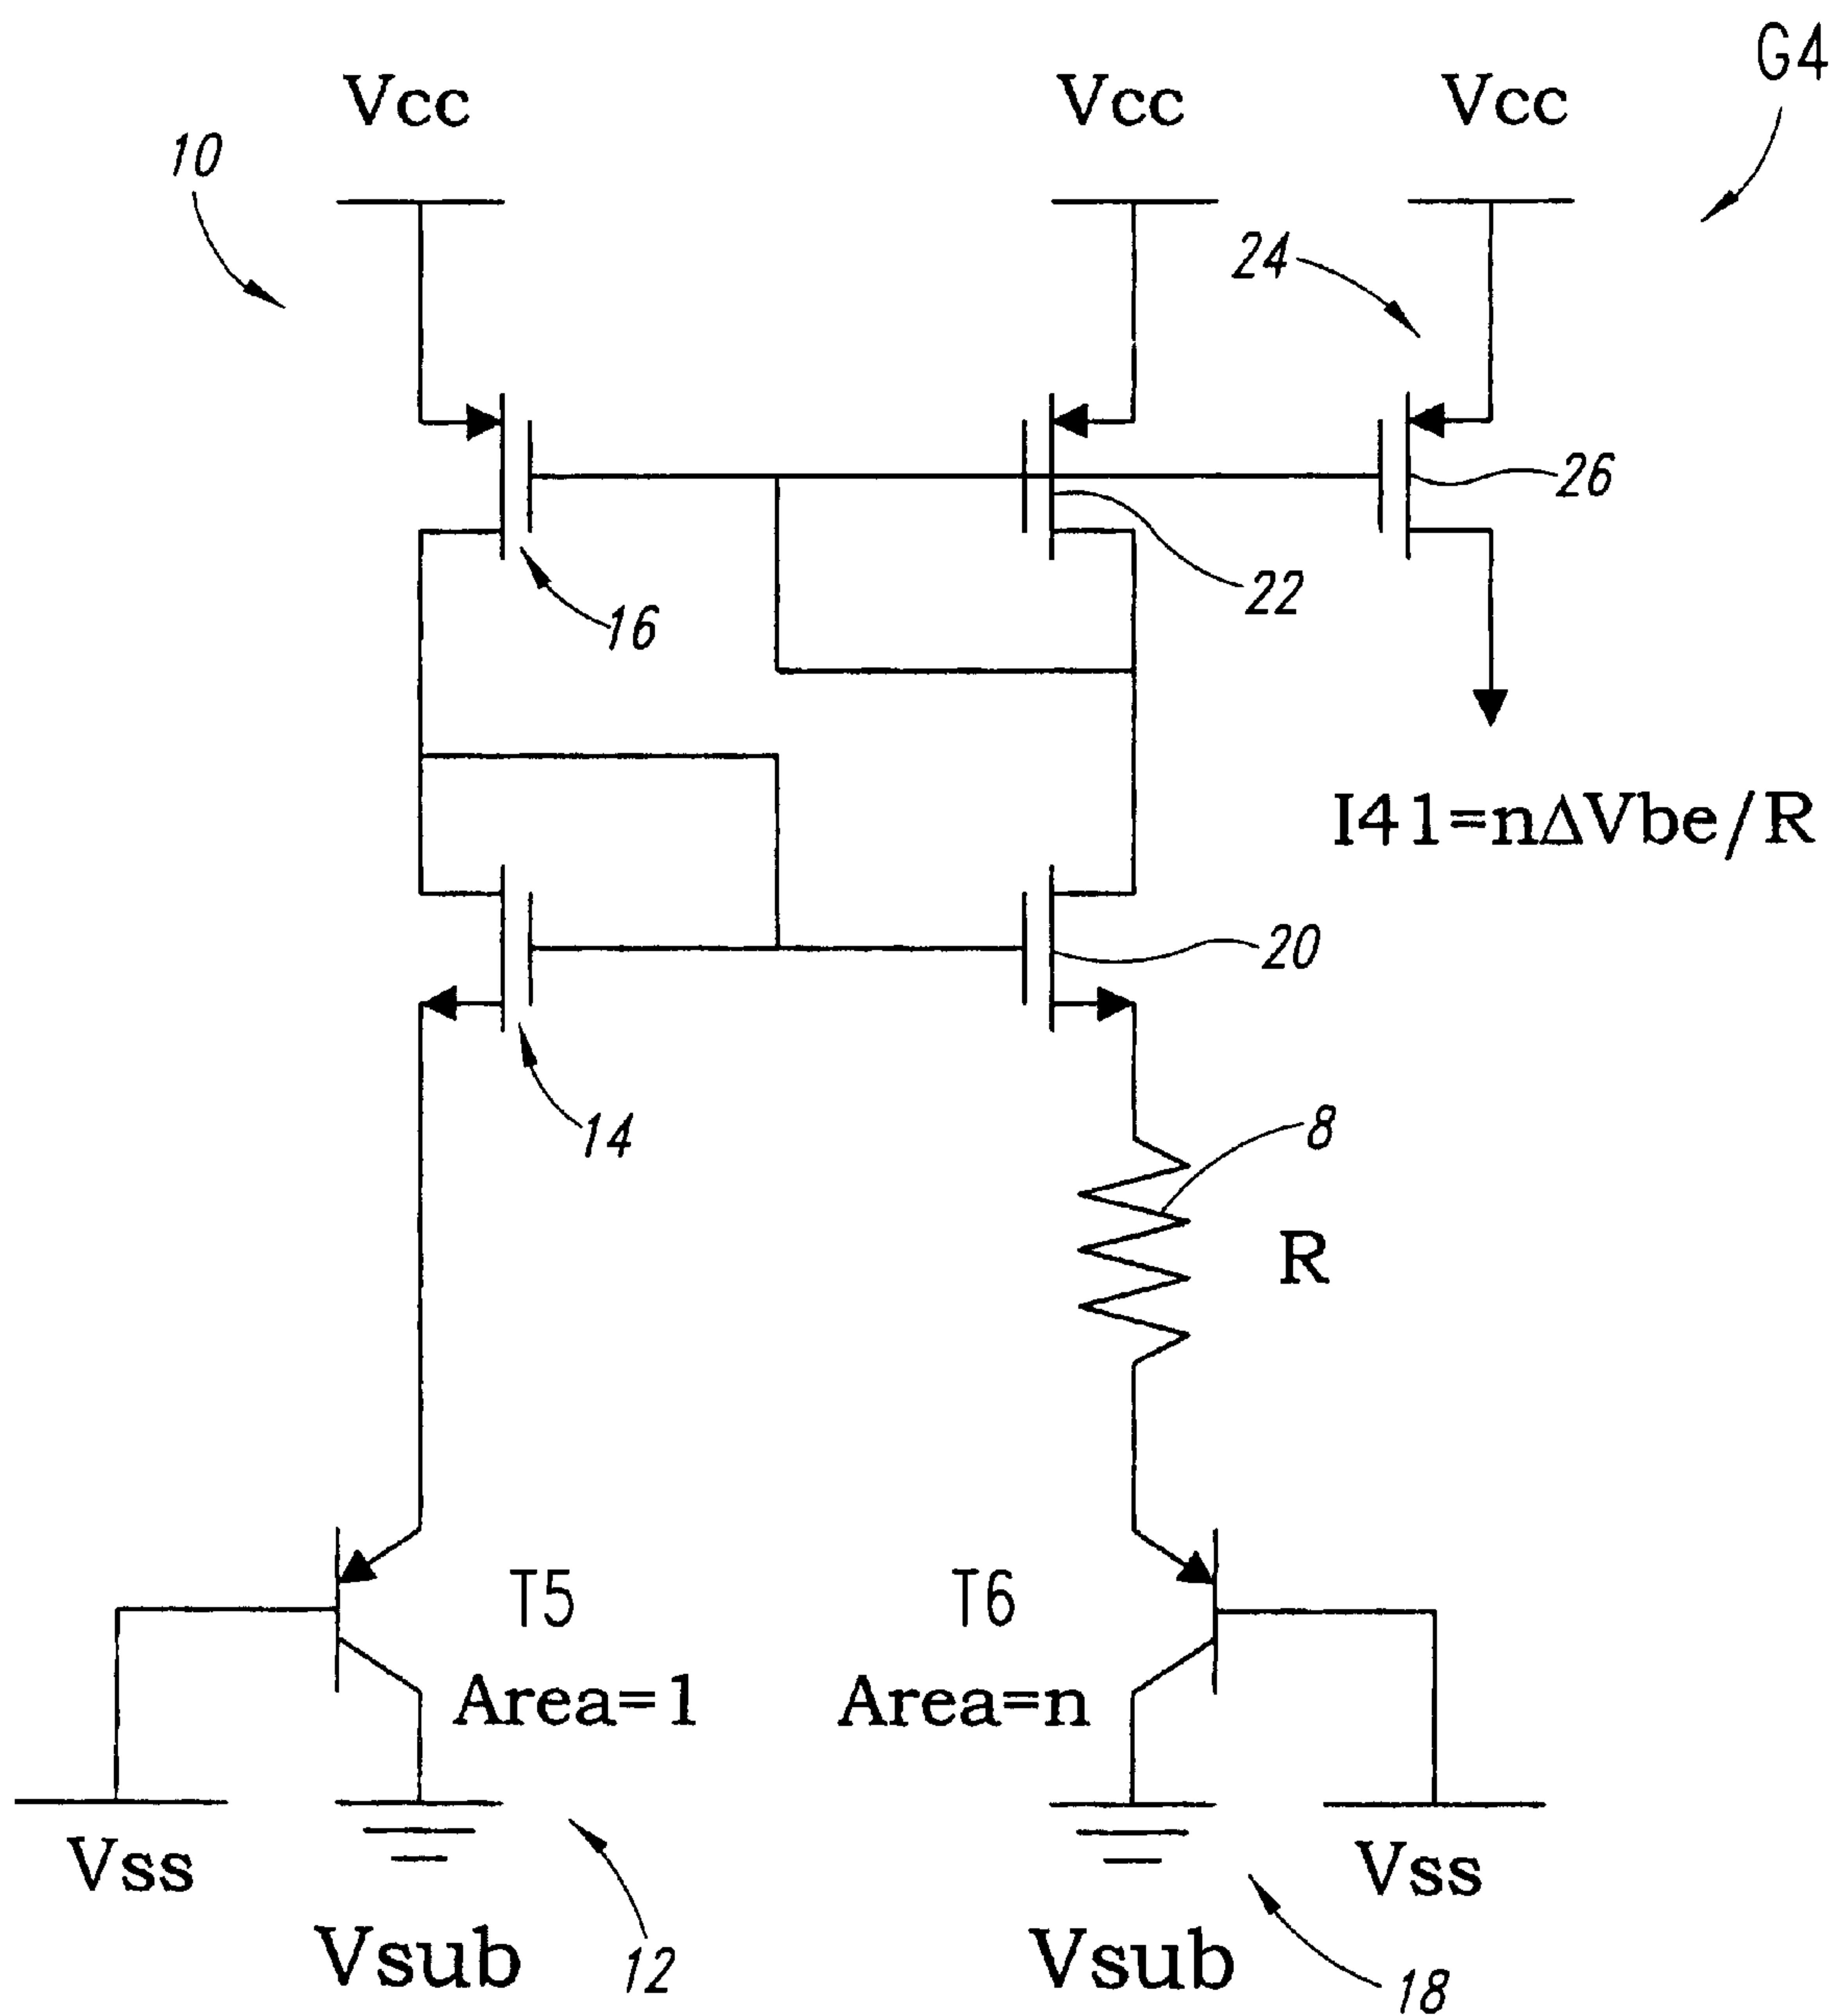 G4
Vcc
Vcc
Vcc
10
24
26
22
16
I41=n∆Vbe/R
20
14
8
R
T5
T6
Area=1
Area=n
Vss
Vss
Vsub
Vsub
12
18